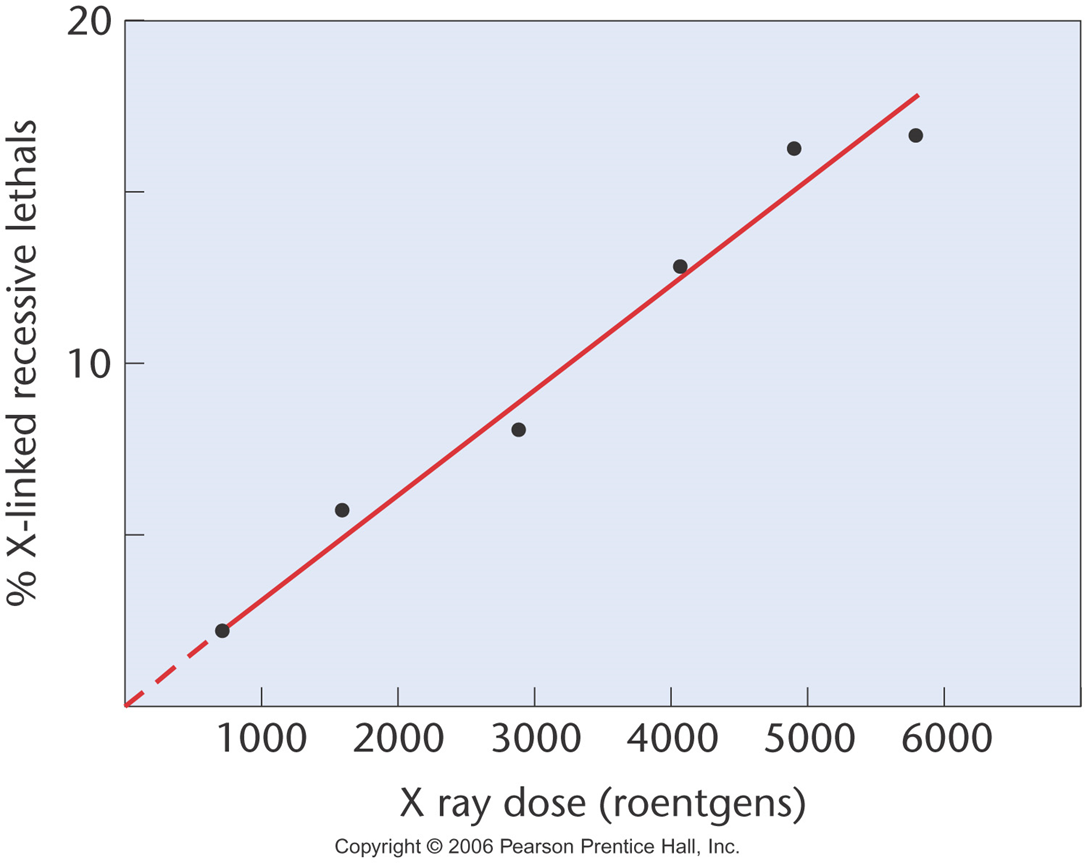 20
10
% X-linked recessive lethals
1000 2000 3000 4000 5000 6000
X ray dose (roentgens)
Copyright © 2006 Pearson Prentice Hall, Inc.